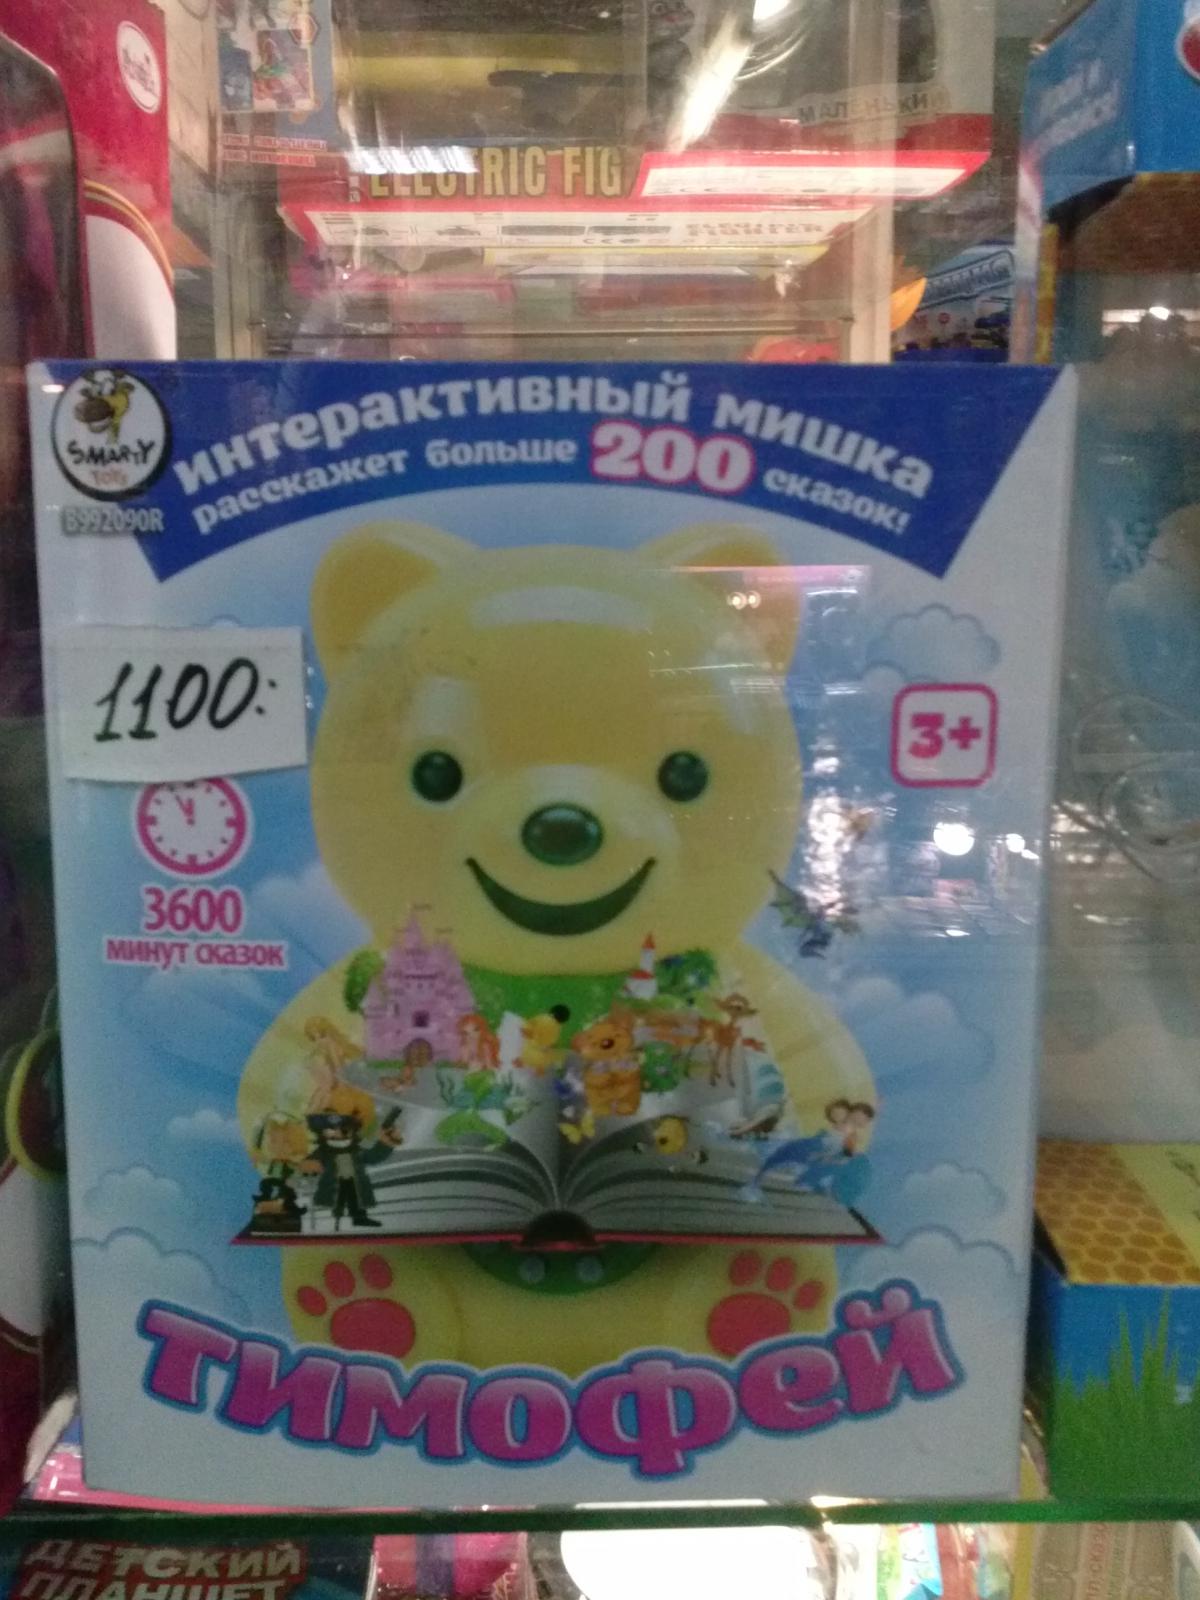 ELECTRIC FIG
интерактивный мишка
расскажет больше 200 сказок!
SMARTY
TOYS
B992090R
1100:
3+
3600
минут сказок
ТИМОФЕЙ
ДЕТСКИЙ
ПЛАНШЕТ